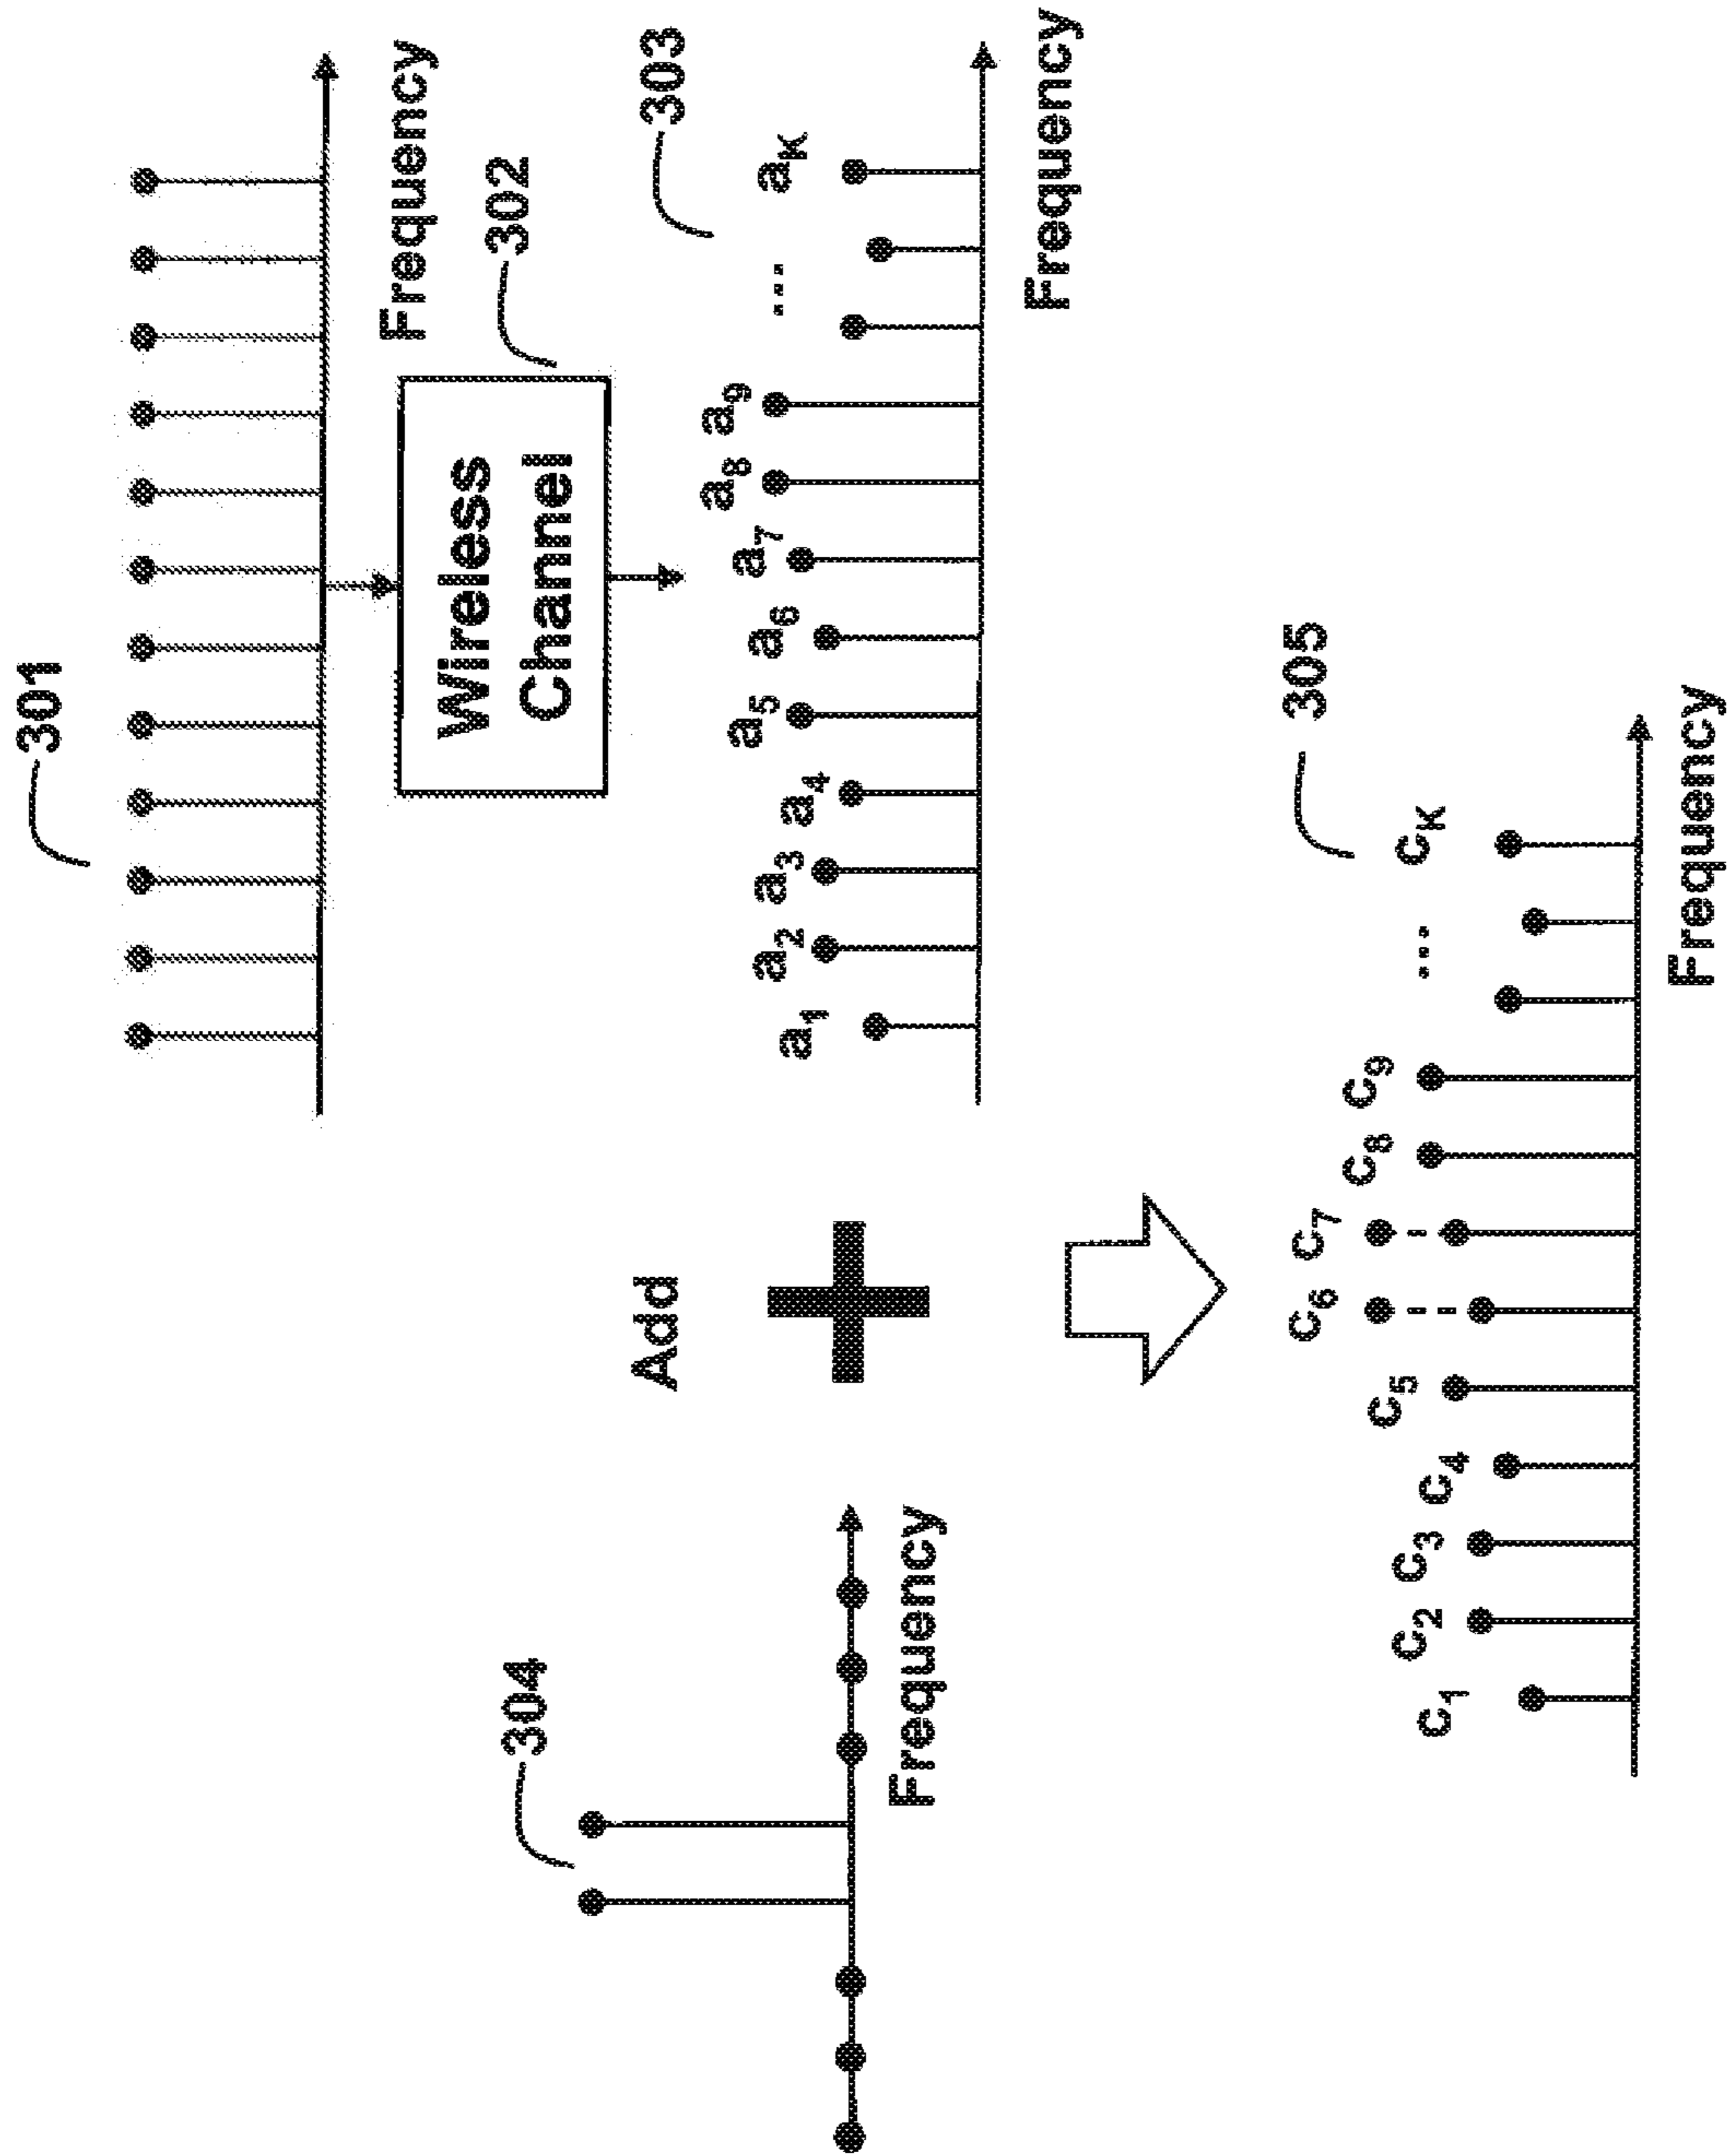 301
Frequency
Wireless
Channel
302
303
a1 a2 a3 a4 a5 a6 a7 a8 a9 ... aK
Frequency
Add
304
Frequency
305
c1 c2 c3 c4 c5 c6 c7 c8 c9 ... cK
Frequency